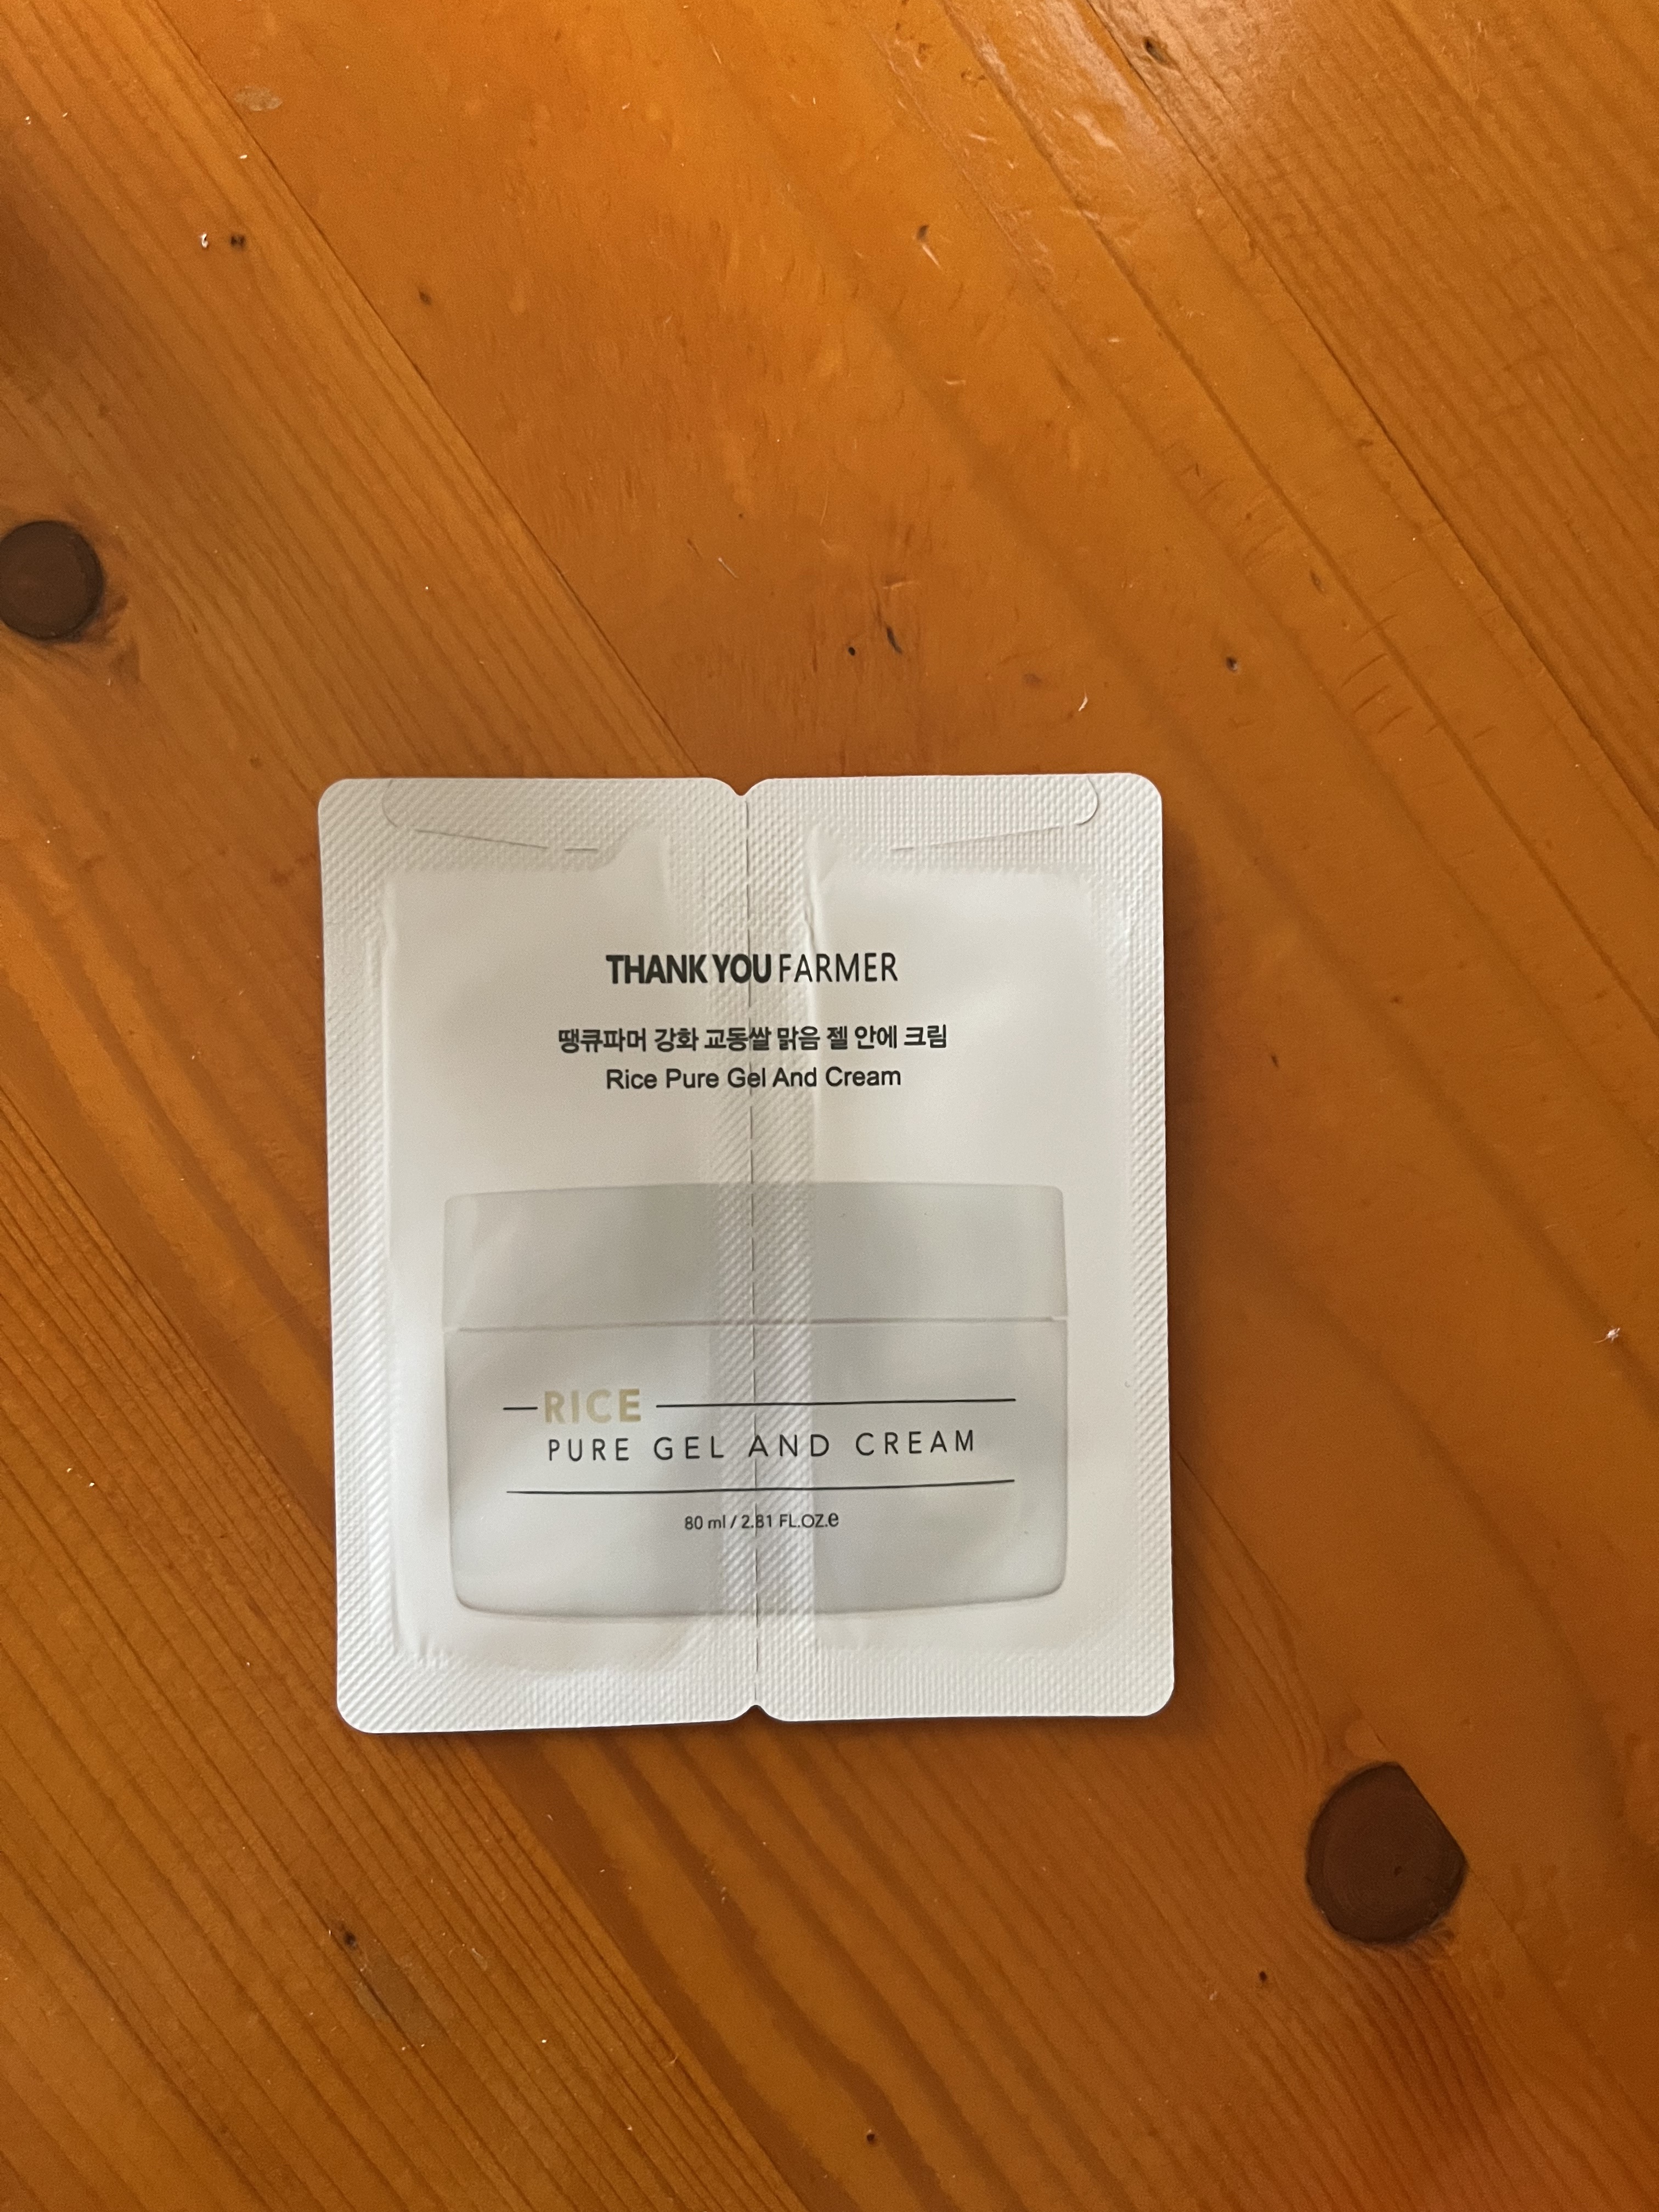 THANK YOU FARMER
땡큐파머 강화 교동쌀 맑음 젤 안에 크림
Rice Pure Gel And Cream
RICE
PURE GEL AND CREAM
80 ml / 2.81 FL.OZ.e